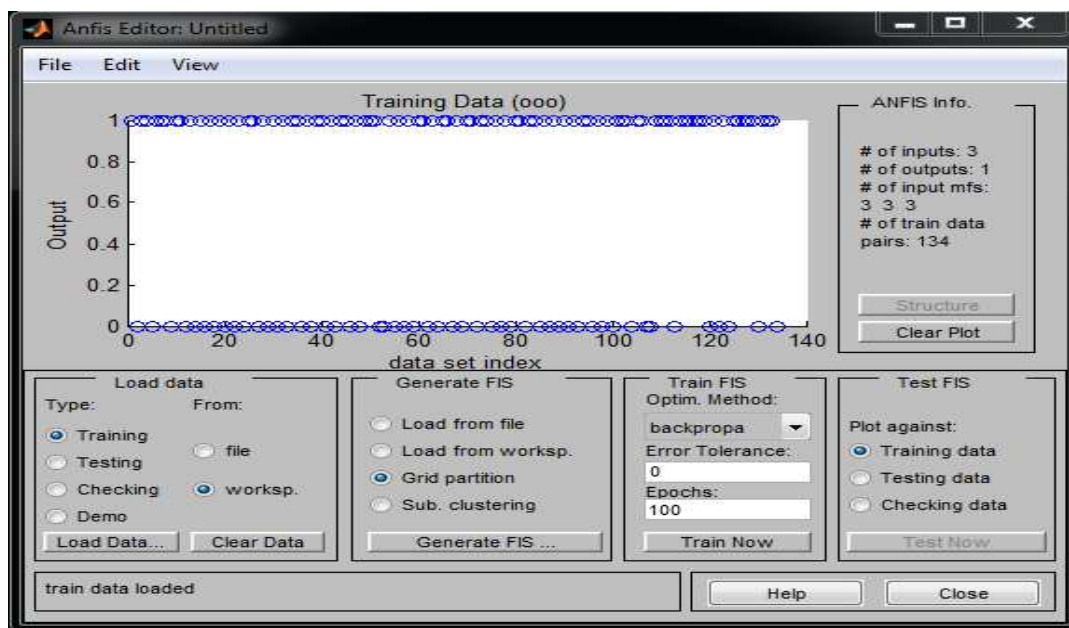 Anfis Editor: Untitled
File Edit View
Training Data (ooo)
1
0.8
0.6
0.4
0.2
0
Output
0 20 40 60 80 100 120 140
data set index
ANFIS Info.
# of inputs: 3
# of outputs: 1
# of input mfs:
3 3 3
# of train data
pairs: 134
Structure
Clear Plot
Load data
Type: From:
Training
Testing
Checking
Demo
file
worksp.
Load Data... Clear Data
Generate FIS
Load from file
Load from worksp.
Grid partition
Sub. clustering
Generate FIS ...
Train FIS
Optim. Method:
backpropa
Error Tolerance:
0
Epochs:
100
Train Now
Test FIS
Plot against:
Training data
Testing data
Checking data
Test Now
train data loaded
Help Close